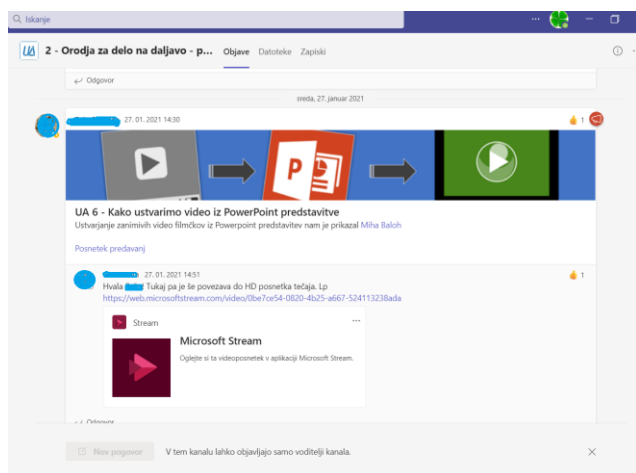 Iskanje
UA 2 - Orodja za delo na daljavo - p... Objave Datoteke Zapiski
Odgovor
sreda, 27. januar 2021
27. 01. 2021 14:30 1
P
UA 6 - Kako ustvarimo video iz PowerPoint predstavitve
Ustvarjanje zanimivih video filmčkov iz Powerpoint predstavitev nam je prikazal Miha Baloh
Posnetek predavanj
27. 01. 2021 14:51 1
Hvala Tukaj pa je še povezava do HD posnetka tečaja. Lp
https://web.microsoftstream.com/video/0be7ce54-0820-4b25-a667-524113238ada
Stream
Microsoft Stream
Oglejte si ta videoposnetek v aplikaciji Microsoft Stream.
Odgovor
Nov pogovor V tem kanalu lahko objavljajo samo voditelji kanala.